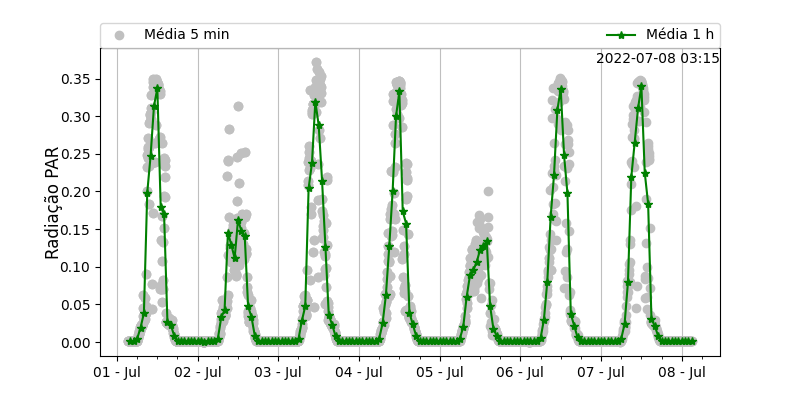 Média 5 min
Média 1 h
2022-07-08 03:15
Radiação PAR
0.35
0.30
0.25
0.20
0.15
0.10
0.05
0.00
01 - Jul
02 - Jul
03 - Jul
04 - Jul
05 - Jul
06 - Jul
07 - Jul
08 - Jul